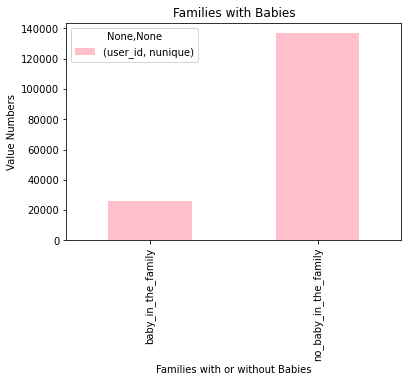 Families with Babies
None,None
(user_id, nunique)
Value Numbers
140000
120000
100000
80000
60000
40000
20000
0
baby_in_the_family
no_baby_in_the_family
Families with or without Babies